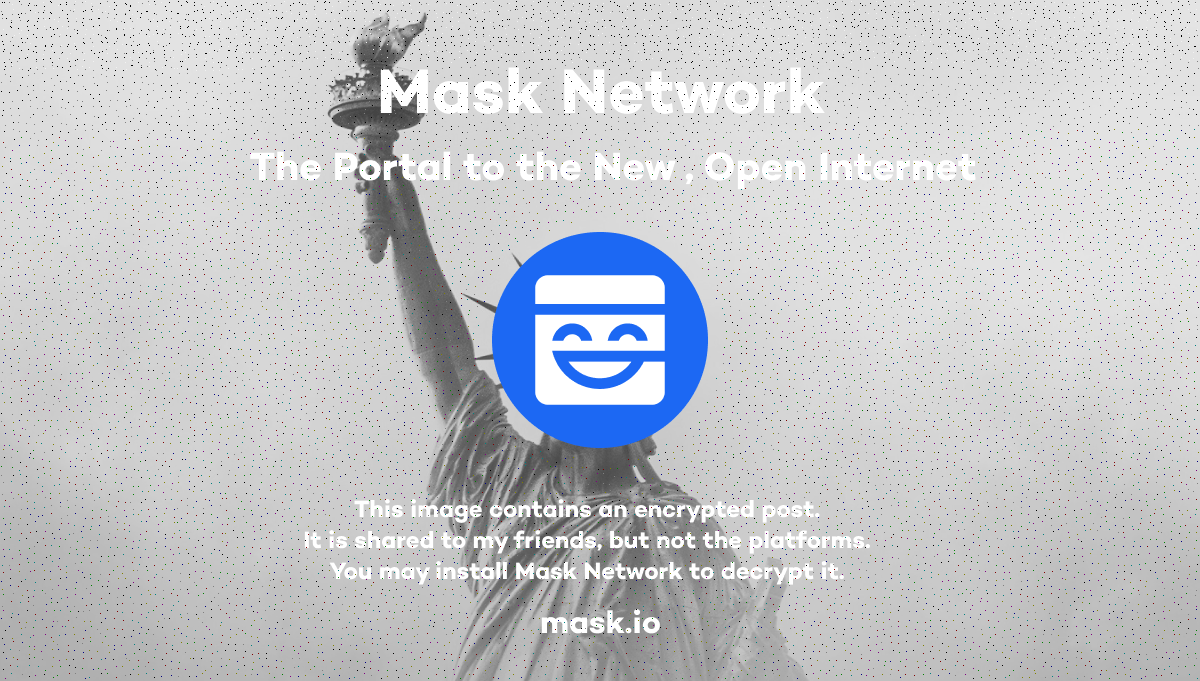 Mask Network
The Portal to the New , Open Internet
This image contains an encrypted post.
It is shared to my friends, but not the platforms.
You may install Mask Network to decrypt it.
mask.io